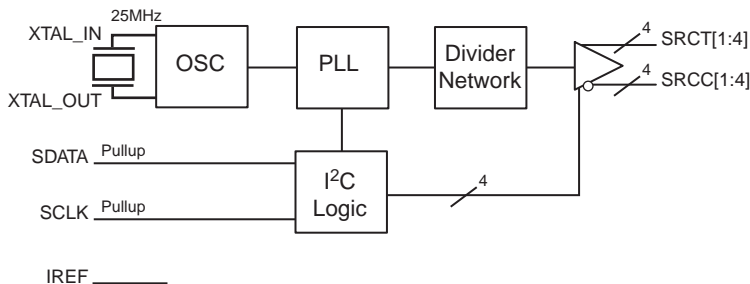 25MHz
XTAL_IN
XTAL_OUT
OSC
PLL
Divider
Network
4
SRCT[1:4]
4
SRCC[1:4]
SDATA Pullup
SCLK Pullup
I²C
Logic
4
IREF